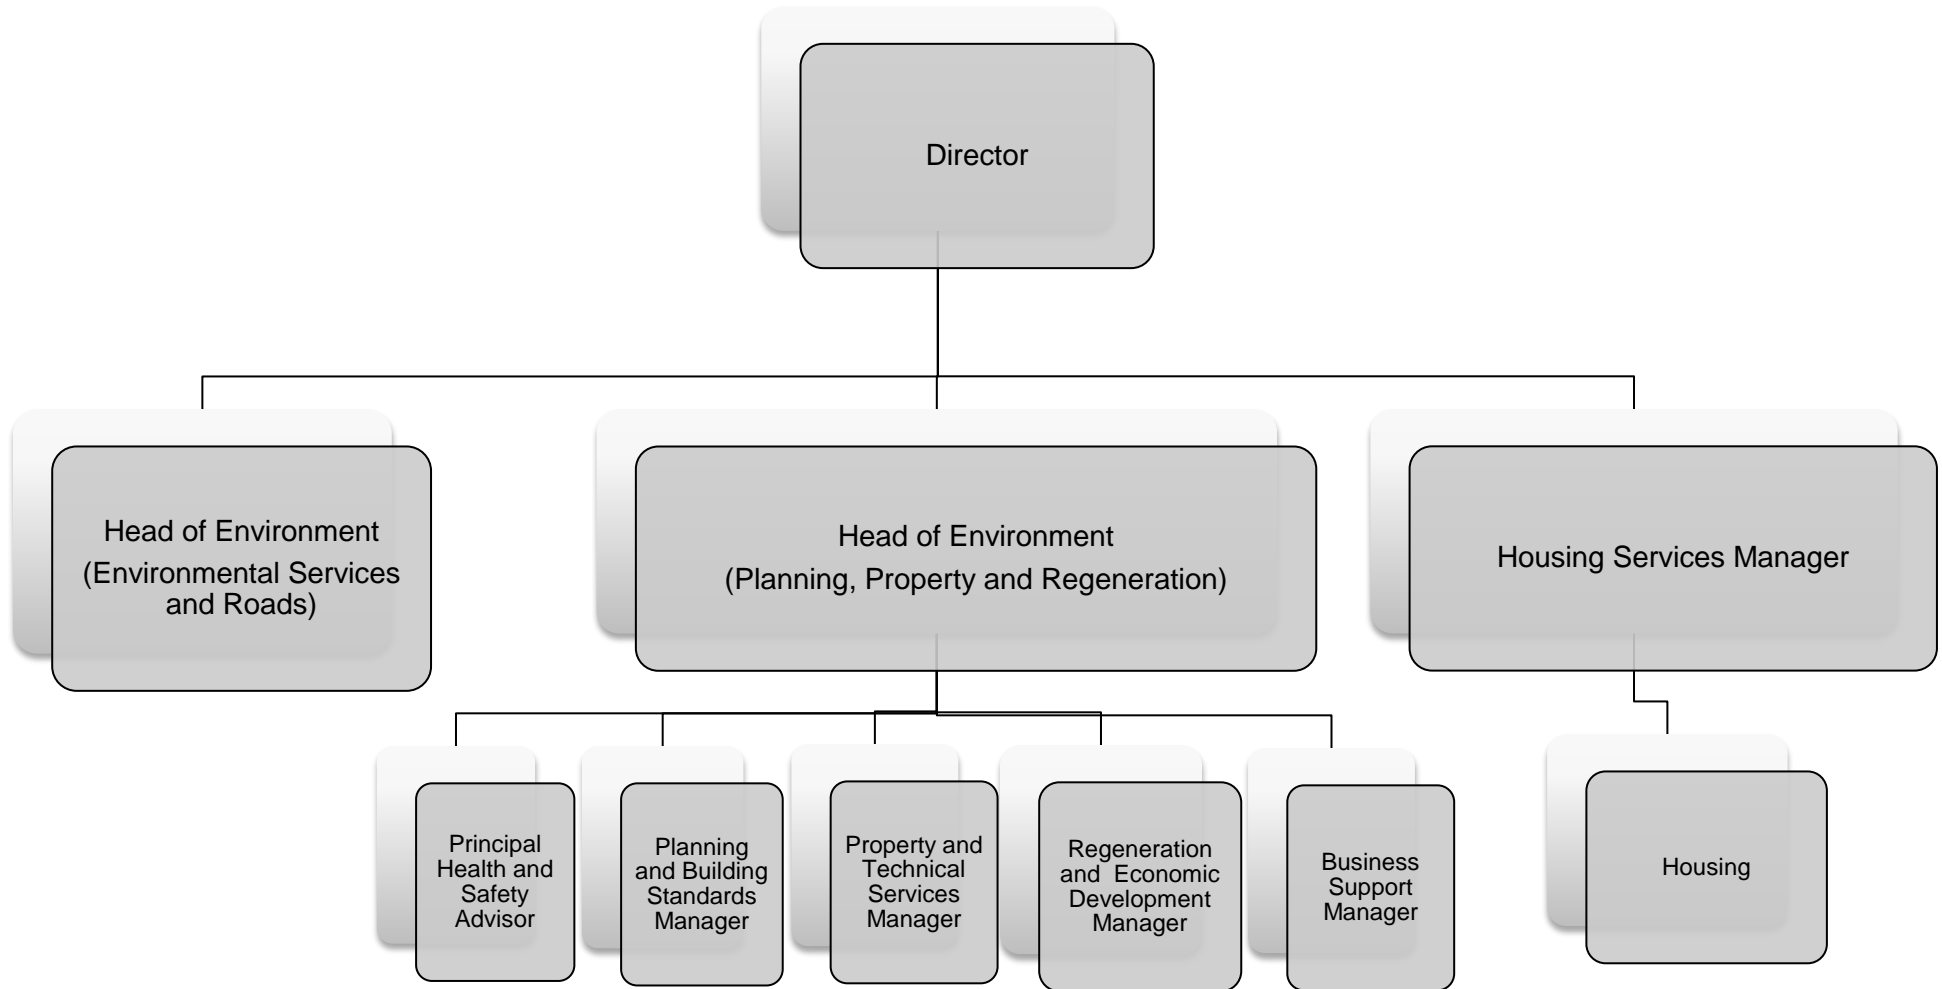 Director
Head of Environment
(Environmental Services
and Roads)
Head of Environment
(Planning, Property and Regeneration)
Housing Services Manager
Principal
Health and
Safety
Advisor
Planning
and Building
Standards
Manager
Property and
Technical
Services
Manager
Regeneration
and  Economic
Development
Manager
Business
Support
Manager
Housing